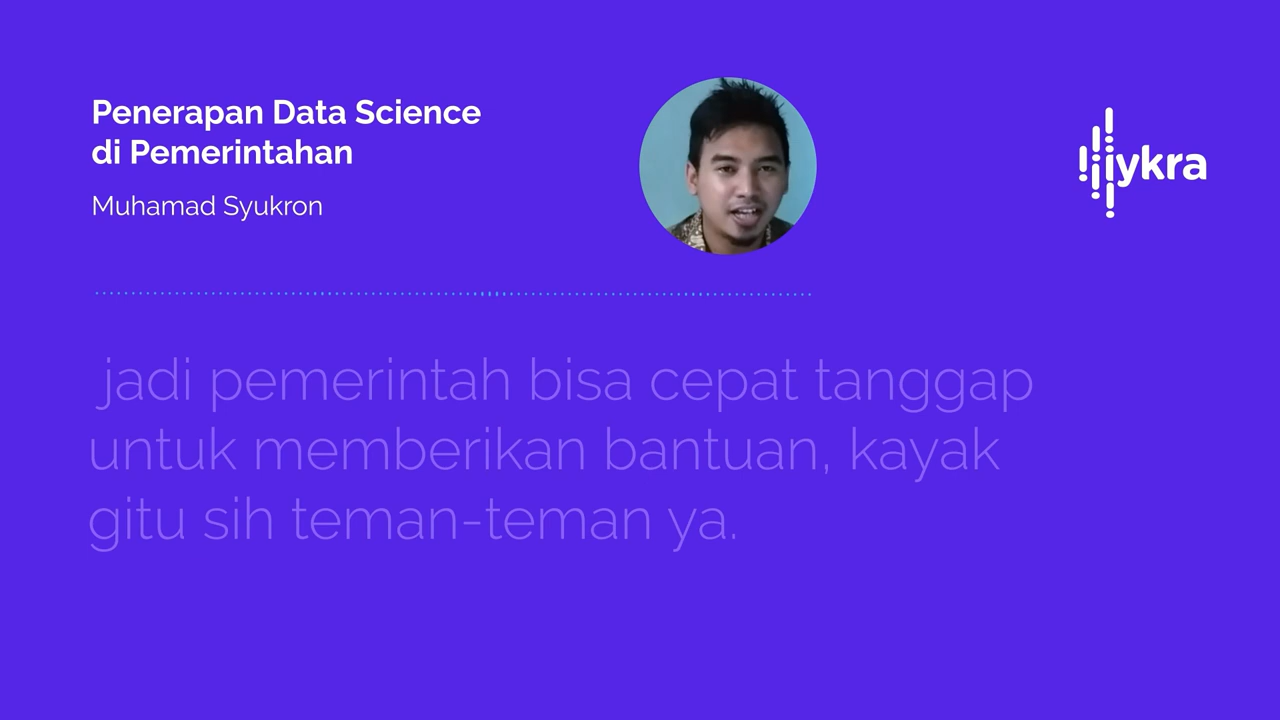 Penerapan Data Science
di Pemerintahan
Muhamad Syukron
iykra
jadi pemerintah bisa cepat tanggap
untuk memberikan bantuan, kayak
gitu sih teman-teman ya.